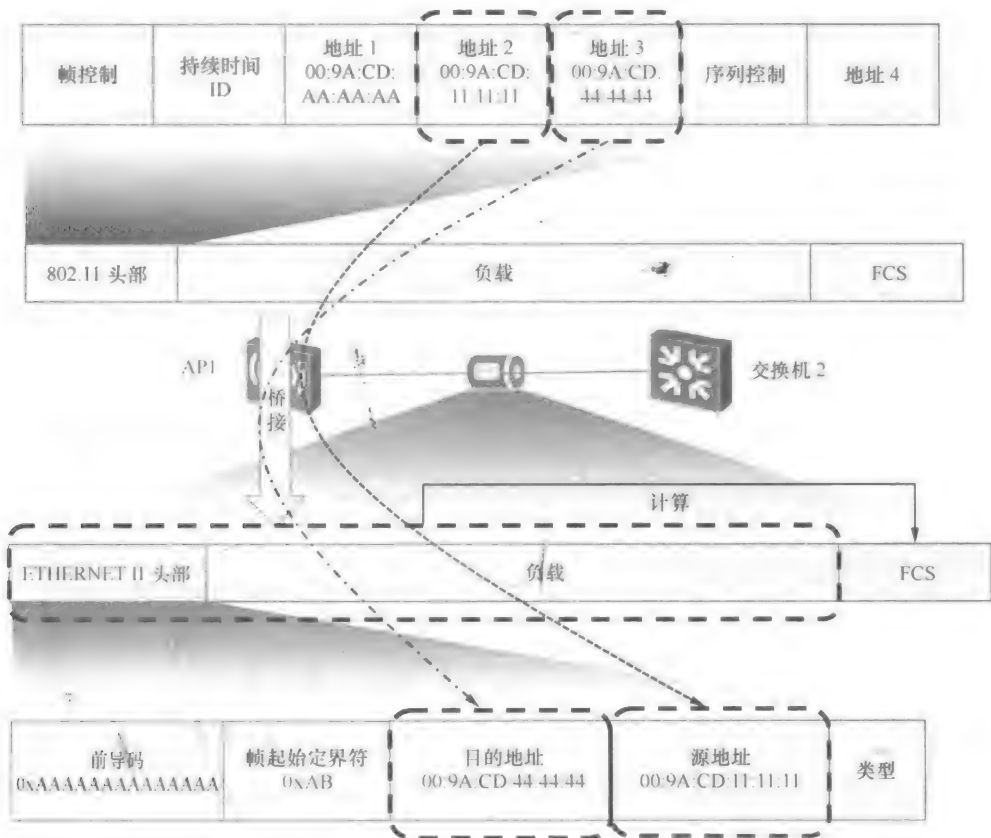 帧控制
持续时间
ID
地址 1
00:9A:CD:
AA:AA:AA
地址 2
00:9A:CD:
11:11:11
地址 3
00:9A:CD:
44:44:44
序列控制
地址 4
802.11 头部
负载
FCS
AP1
桥
接
交换机 2
计算
ETHERNET II 头部
负载
FCS
前导码
0xAAAAAAAAAAAAAA
帧起始定界符
0xAB
目的地址
00:9A:CD:44:44:44
源地址
00:9A:CD:11:11:11
类型